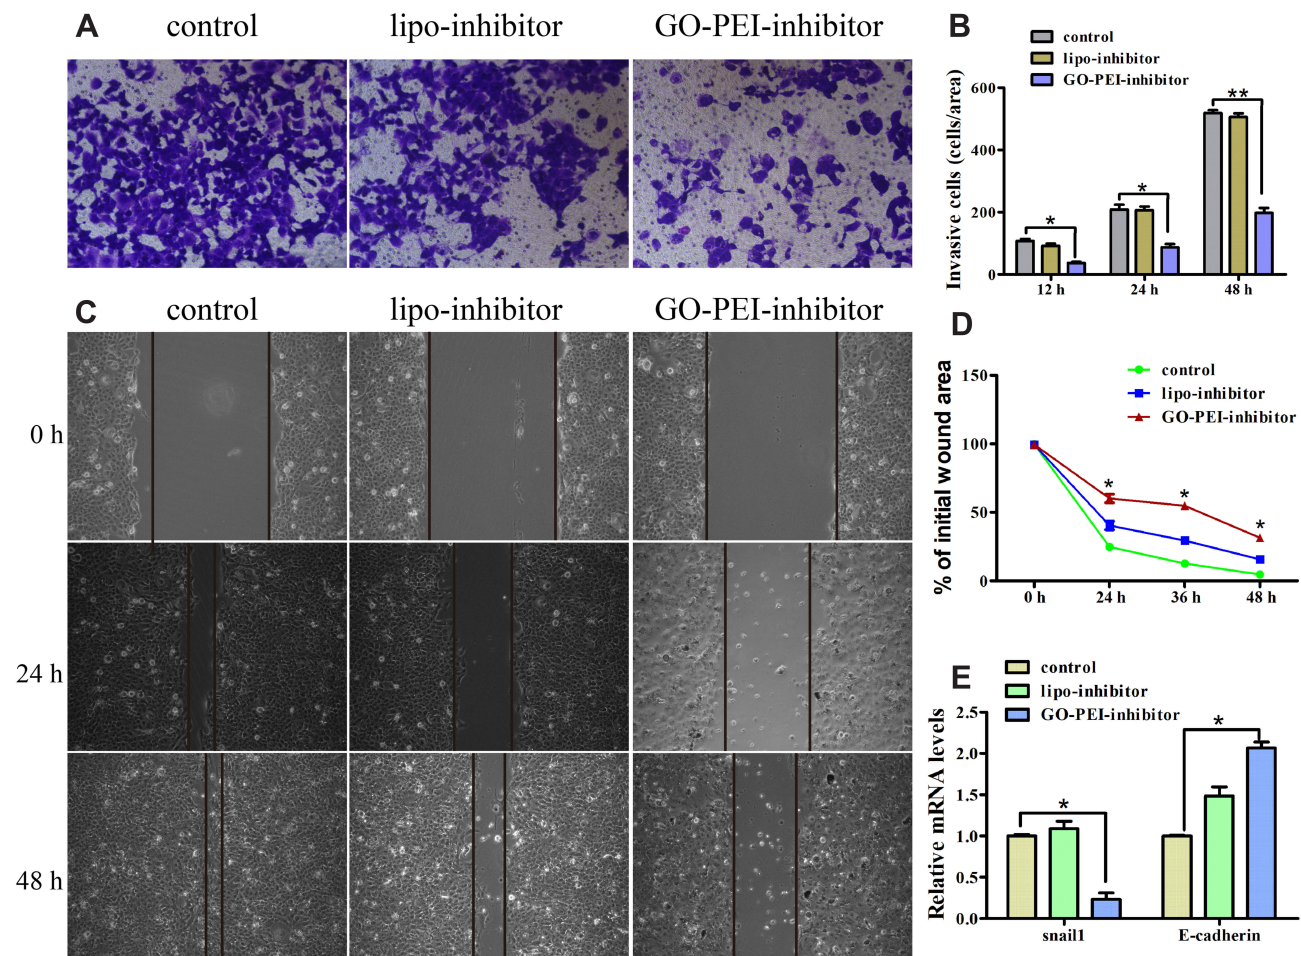 A
control
lipo-inhibitor
GO-PEI-inhibitor
B
control
lipo-inhibitor
GO-PEI-inhibitor
Invasive cells (cells/area)
600
400
200
0
*
*
**
12 h
24 h
48 h
C
control
lipo-inhibitor
GO-PEI-inhibitor
0 h
24 h
48 h
D
control
lipo-inhibitor
GO-PEI-inhibitor
% of initial wound area
150
100
50
0
*
*
*
0 h
24 h
36 h
48 h
E
control
lipo-inhibitor
GO-PEI-inhibitor
Relative mRNA levels
2.5
2.0
1.5
1.0
0.5
0.0
*
*
snail1
E-cadherin